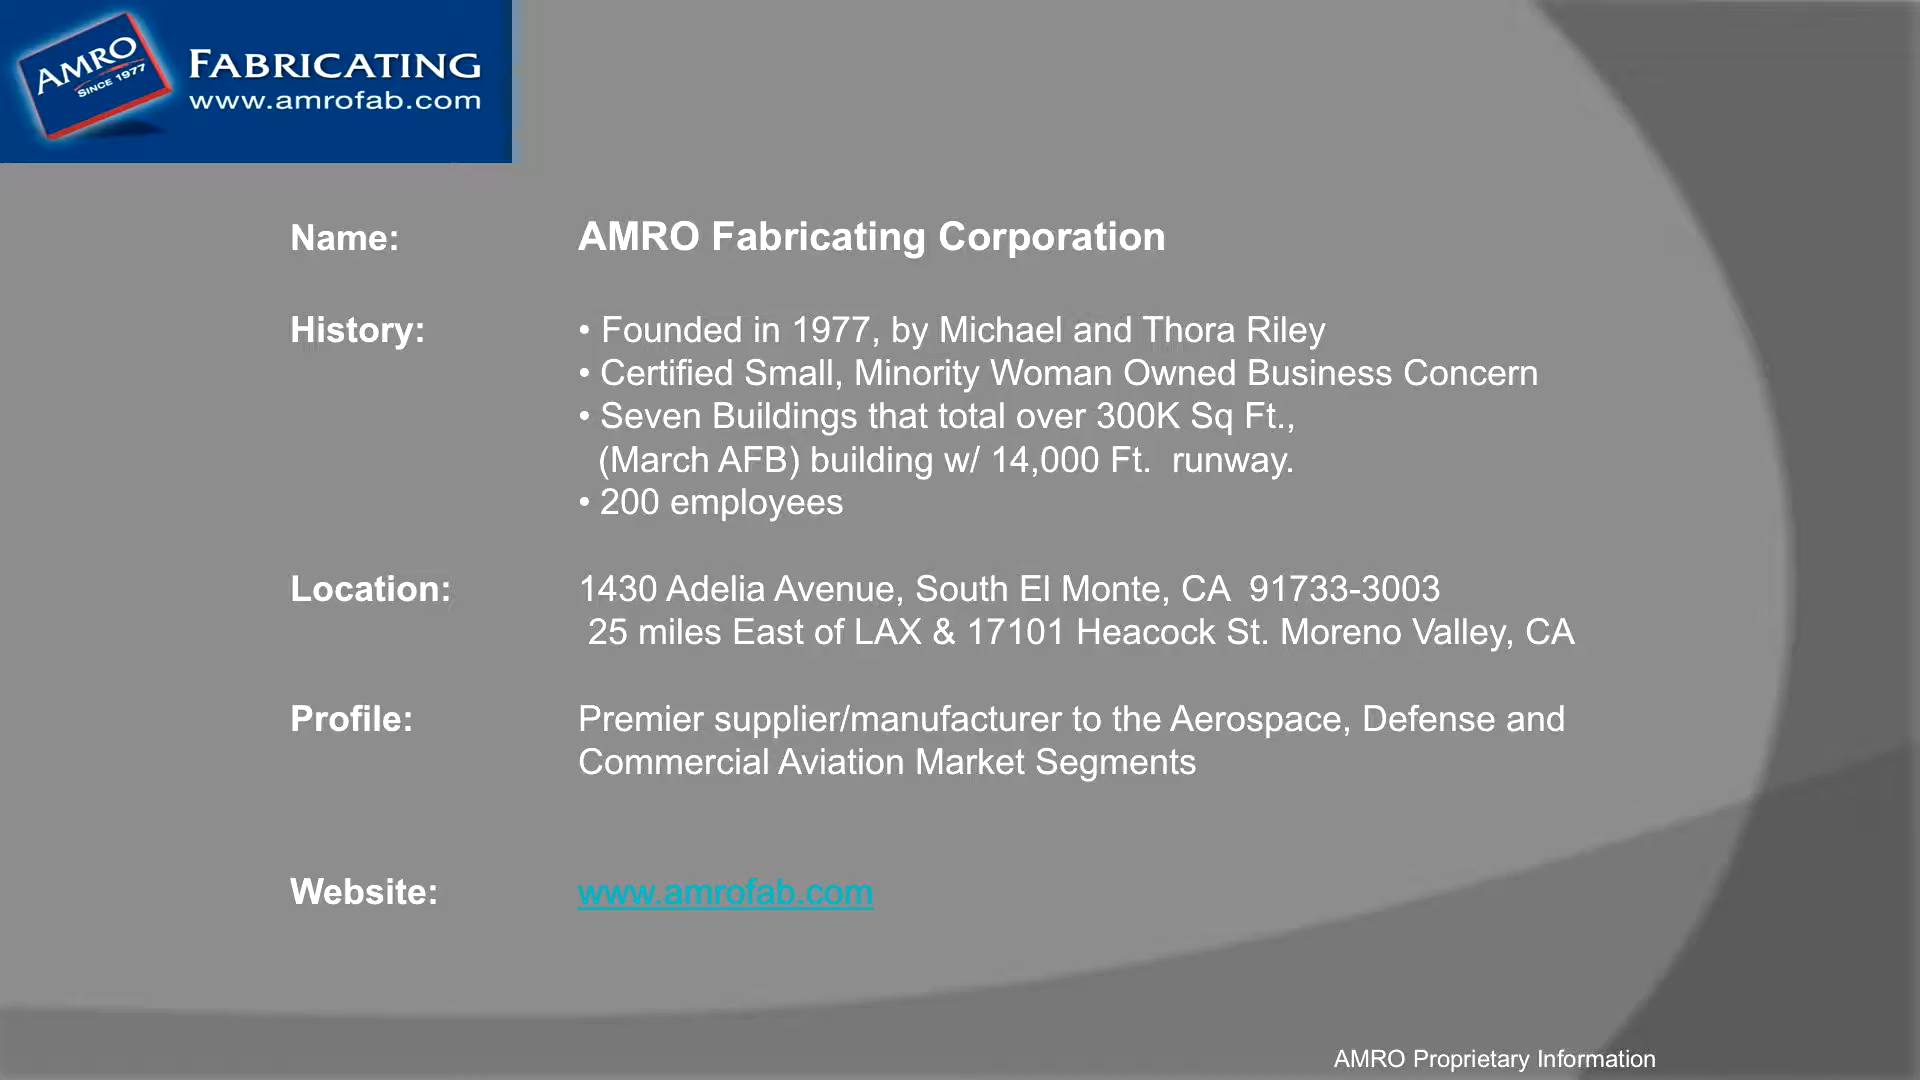 AMRO
SINCE 1977
FABRICATING
www.amrofab.com
Name: AMRO Fabricating Corporation
History: • Founded in 1977, by Michael and Thora Riley
• Certified Small, Minority Woman Owned Business Concern
• Seven Buildings that total over 300K Sq Ft.,
(March AFB) building w/ 14,000 Ft. runway.
• 200 employees
Location: 1430 Adelia Avenue, South El Monte, CA 91733-3003
25 miles East of LAX & 17101 Heacock St. Moreno Valley, CA
Profile: Premier supplier/manufacturer to the Aerospace, Defense and
Commercial Aviation Market Segments
Website: www.amrofab.com
AMRO Proprietary Information